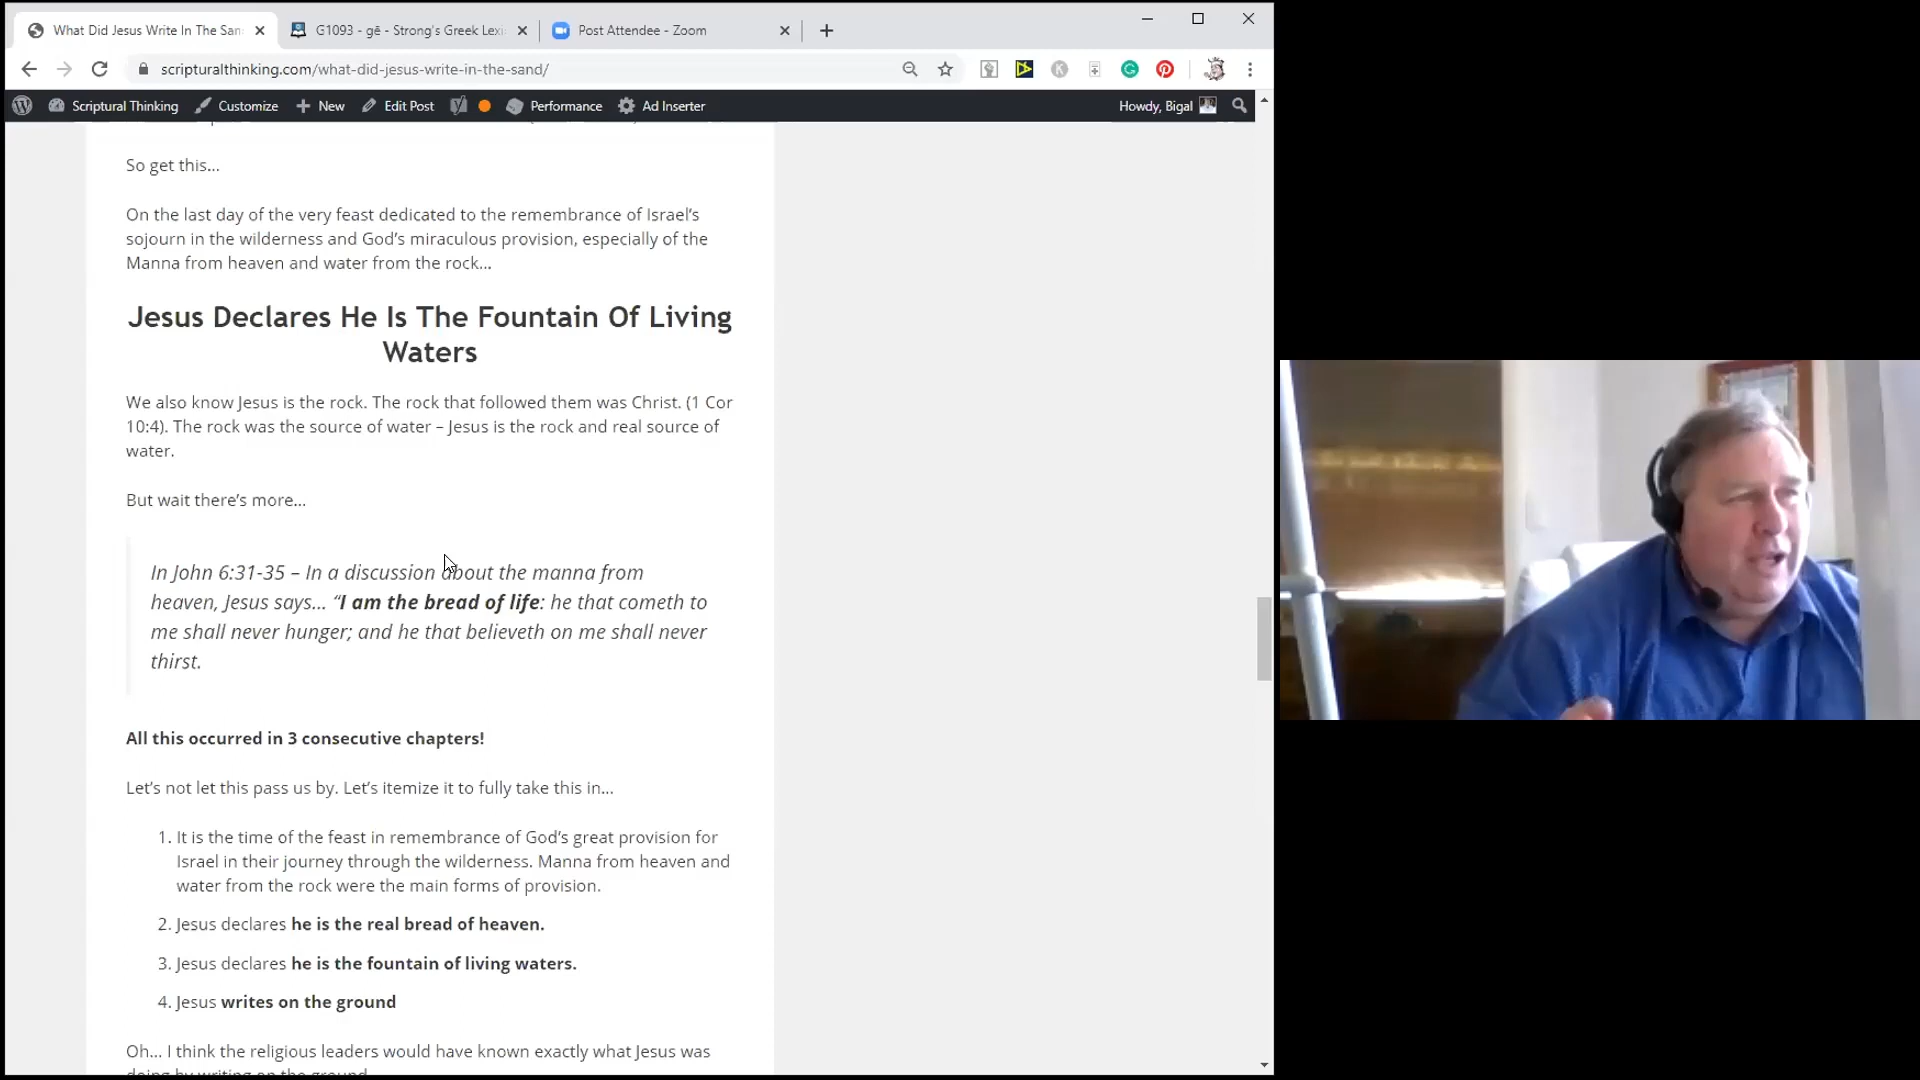 What Did Jesus Write In The San
G1093 - gē - Strong's Greek Lexi
Post Attendee - Zoom
scripturalthinking.com/what-did-jesus-write-in-the-sand/
Scriptural Thinking
Customize
New
Edit Post
Performance
Ad Inserter
Howdy, Bigal
So get this...
On the last day of the very feast dedicated to the remembrance of Israel's
sojourn in the wilderness and God's miraculous provision, especially of the
Manna from heaven and water from the rock...
Jesus Declares He Is The Fountain Of Living
Waters
We also know Jesus is the rock. The rock that followed them was Christ. (1 Cor
10:4). The rock was the source of water – Jesus is the rock and real source of
water.
But wait there's more...
In John 6:31-35 – In a discussion about the manna from
heaven, Jesus says... “I am the bread of life: he that cometh to
me shall never hunger; and he that believeth on me shall never
thirst.
All this occurred in 3 consecutive chapters!
Let's not let this pass us by. Let's itemize it to fully take this in...
1. It is the time of the feast in remembrance of God's great provision for
Israel in their journey through the wilderness. Manna from heaven and
water from the rock were the main forms of provision.
2. Jesus declares he is the real bread of heaven.
3. Jesus declares he is the fountain of living waters.
4. Jesus writes on the ground
Oh... I think the religious leaders would have known exactly what Jesus was
doing by writing on the ground